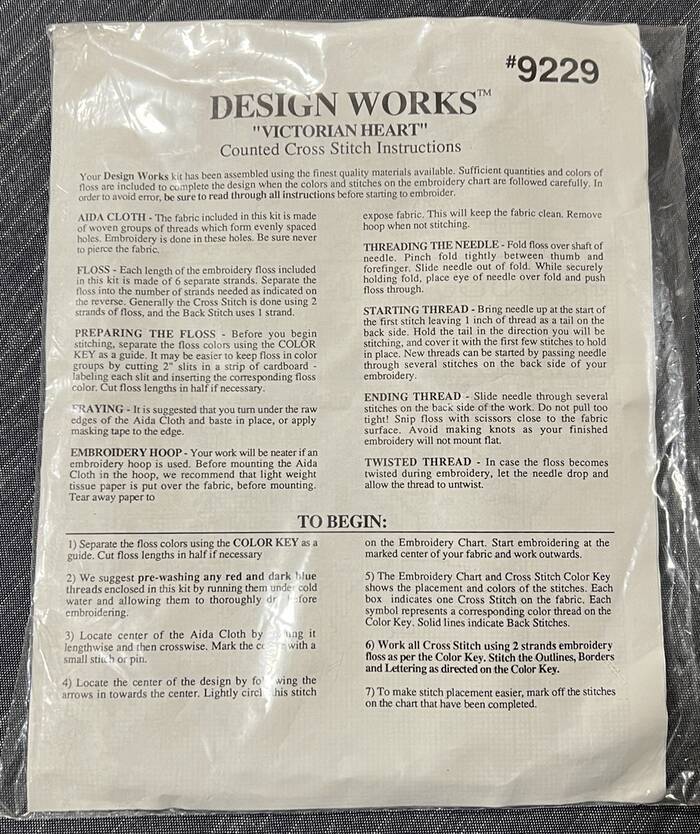 #9229
DESIGN WORKS™
"VICTORIAN HEART"
Counted Cross Stitch Instructions
Your Design Works kit has been assembled using the finest quality materials available. Sufficient quantities and colors of
floss are included to complete the design when the colors and stitches on the embroidery chart are followed carefully. In
order to avoid error, be sure to read through all instructions before starting to embroider.
AIDA CLOTH - The fabric included in this kit is made
of woven groups of threads which form evenly spaced
holes. Embroidery is done in these holes. Be sure never
to pierce the fabric.
FLOSS - Each length of the embroidery floss included
in this kit is made of 6 separate strands. Separate the
floss into the number of strands needed as indicated on
the reverse. Generally the Cross Stitch is done using 2
strands of floss, and the Back Stitch uses 1 strand.
PREPARING THE FLOSS - Before you begin
stitching, separate the floss colors using the COLOR
KEY as a guide. It may be easier to keep floss in color
groups by cutting 2" slits in a strip of cardboard -
labeling each slit and inserting the corresponding floss
color. Cut floss lengths in half if necessary.
FRAYING - It is suggested that you turn under the raw
edges of the Aida Cloth and baste in place, or apply
masking tape to the edge.
EMBROIDERY HOOP - Your work will be neater if an
embroidery hoop is used. Before mounting the Aida
Cloth in the hoop, we recommend that light weight
tissue paper is put over the fabric, before mounting.
Tear away paper to
expose fabric. This will keep the fabric clean. Remove
hoop when not stitching.
THREADING THE NEEDLE - Fold floss over shaft of
needle. Pinch fold tightly between thumb and
forefinger. Slide needle out of fold. While securely
holding fold, place eye of needle over fold and push
floss through.
STARTING THREAD - Bring needle up at the start of
the first stitch leaving 1 inch of thread as a tail on the
back side. Hold the tail in the direction you will be
stitching, and cover it with the first few stitches to hold
in place. New threads can be started by passing needle
through several stitches on the back side of your
embroidery.
ENDING THREAD - Slide needle through several
stitches on the back side of the work. Do not pull too
tight! Snip floss with scissors close to the fabric
surface. Avoid making knots as your finished
embroidery will not mount flat.
TWISTED THREAD - In case the floss becomes
twisted during embroidery, let the needle drop and
allow the thread to untwist.
TO BEGIN:
1) Separate the floss colors using the COLOR KEY as a
guide. Cut floss lengths in half if necessary
2) We suggest pre-washing any red and dark blue
threads enclosed in this kit by running them under cold
water and allowing them to thoroughly before
embroidering.
3) Locate center of the Aida Cloth by it
lengthwise and then crosswise. Mark the with a
small stitch or pin.
4) Locate the center of the design by the
arrows in towards the center. Lightly this stitch
on the Embroidery Chart. Start embroidering at the
marked center of your fabric and work outwards.
5) The Embroidery Chart and Cross Stitch Color Key
shows the placement and colors of the stitches. Each
box indicates one Cross Stitch on the fabric. Each
symbol represents a corresponding color thread on the
Color Key. Solid lines indicate Back Stitches.
6) Work all Cross Stitch using 2 strands embroidery
floss as per the Color Key. Stitch the Outlines, Borders
and Lettering as directed on the Color Key.
7) To make stitch placement easier, mark off the stitches
on the chart that have been completed.